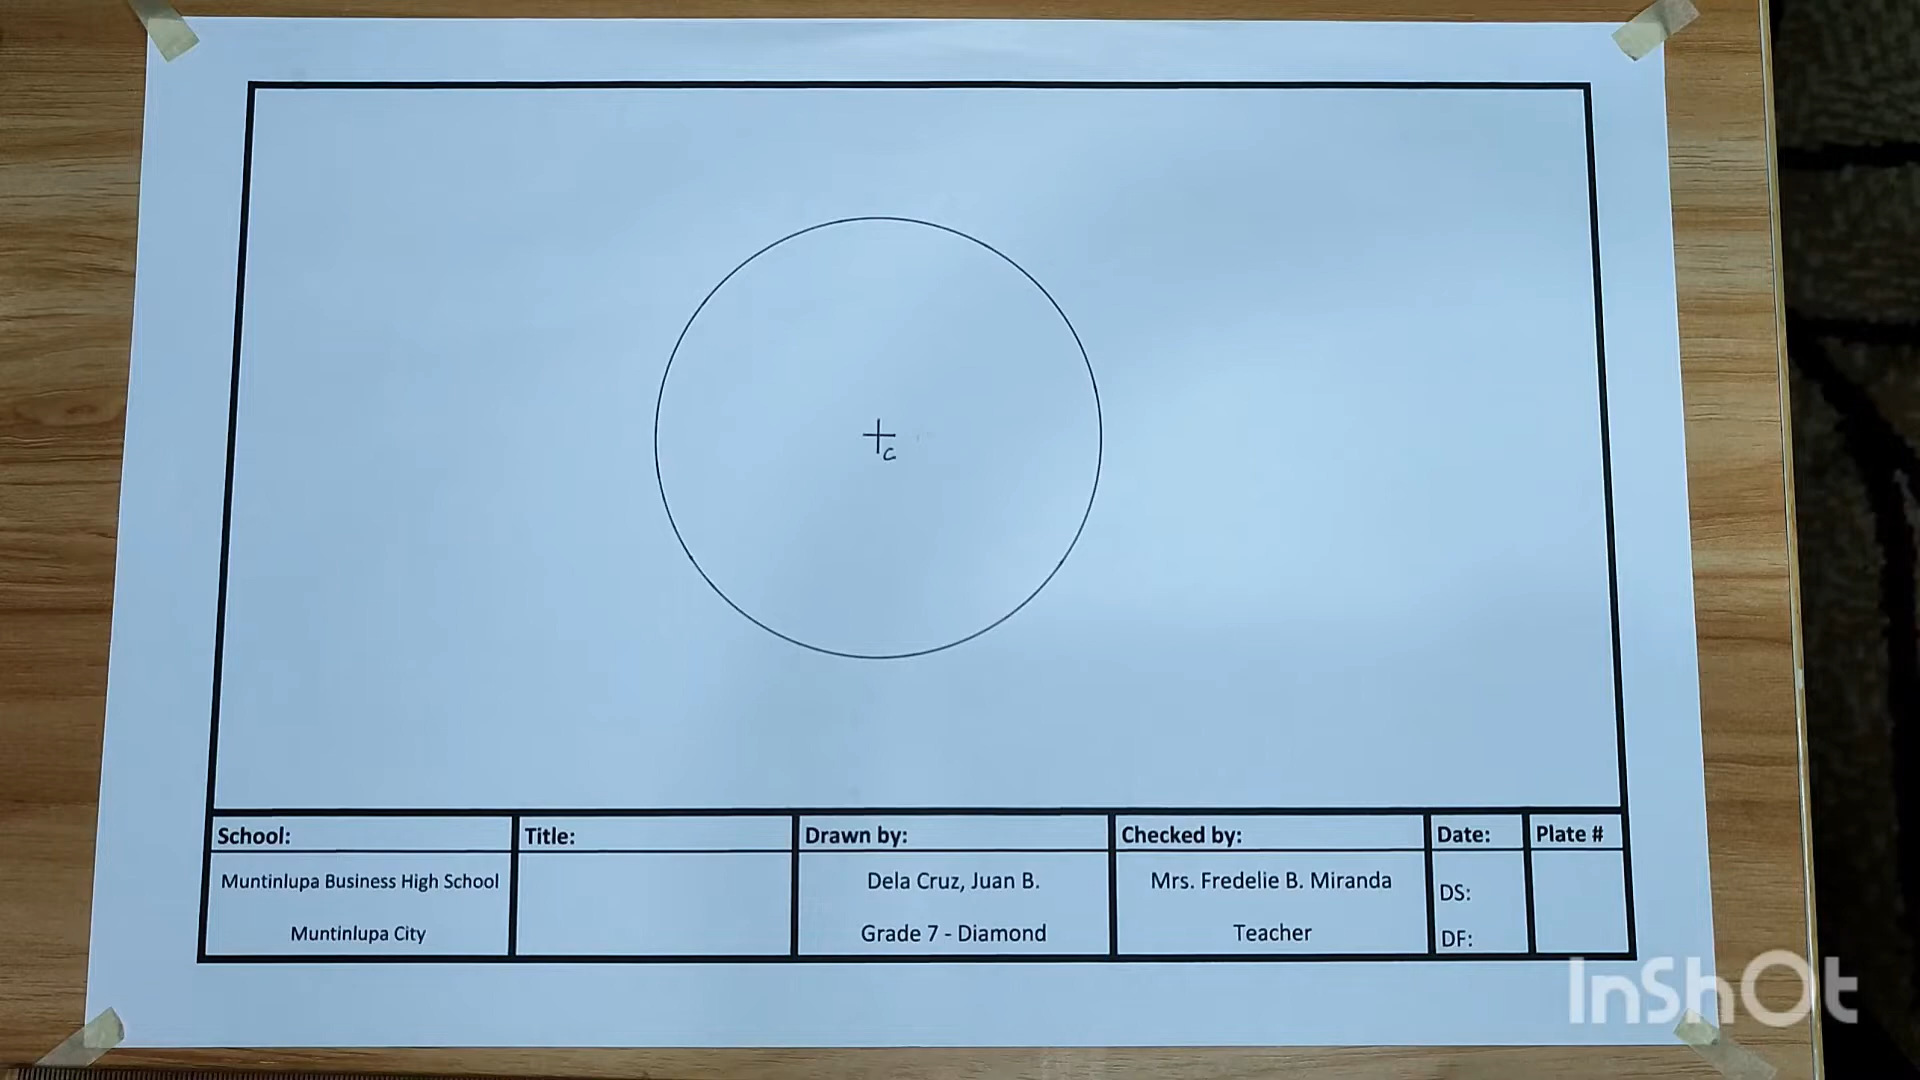 C
School:
Title:
Drawn by:
Checked by:
Date:
Plate #
Muntinlupa Business High School
Muntinlupa City
Dela Cruz, Juan B.
Grade 7 - Diamond
Mrs. Fredelie B. Miranda
Teacher
DS:
DF:
InShOt